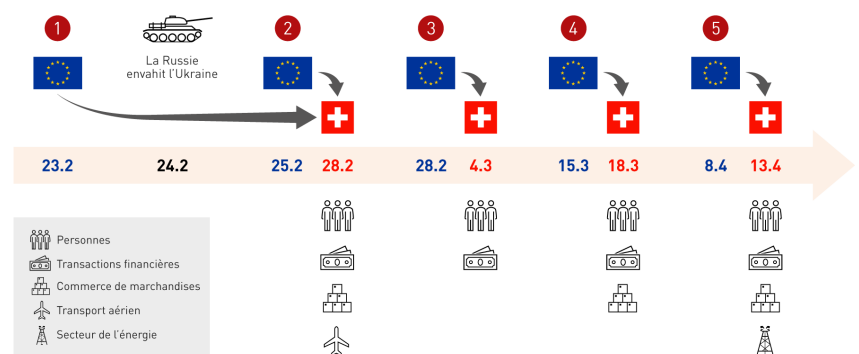 1
2
3
4
5
La Russie
envahit l'Ukraine
23.2
24.2
25.2
28.2
28.2
4.3
15.3
18.3
8.4
13.4
Personnes
Transactions financières
Commerce de marchandises
Transport aérien
Secteur de l'énergie